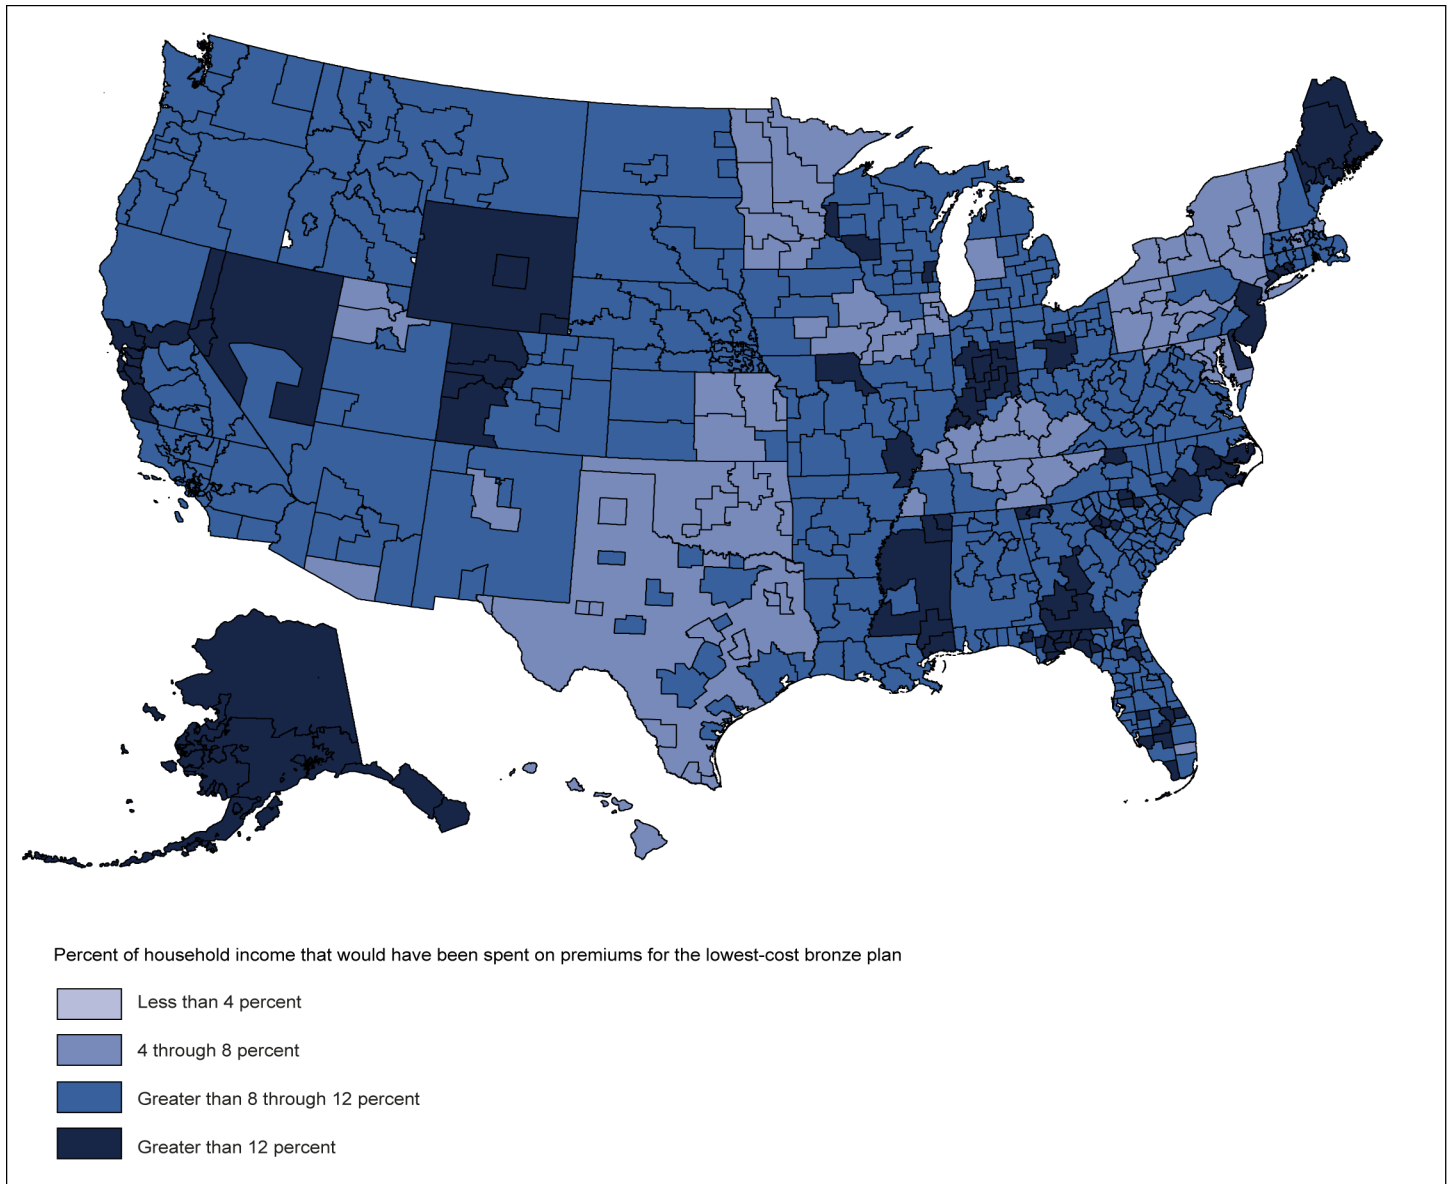 Percent of household income that would have been spent on premiums for the lowest-cost bronze plan
Less than 4 percent
4 through 8 percent
Greater than 8 through 12 percent
Greater than 12 percent